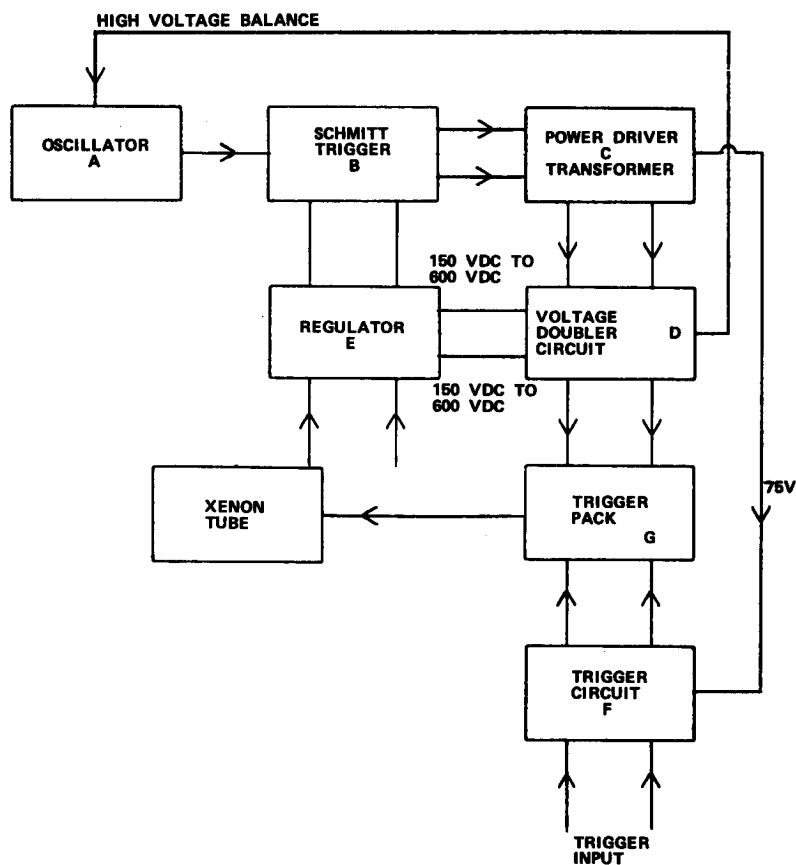 HIGH VOLTAGE BALANCE
OSCILLATOR
A
SCHMITT
TRIGGER
B
POWER DRIVER
C
TRANSFORMER
150 VDC TO
600 VDC
REGULATOR
E
VOLTAGE
DOUBLER
CIRCUIT
D
150 VDC TO
600 VDC
XENON
TUBE
TRIGGER
PACK
G
75V
TRIGGER
CIRCUIT
F
TRIGGER
INPUT